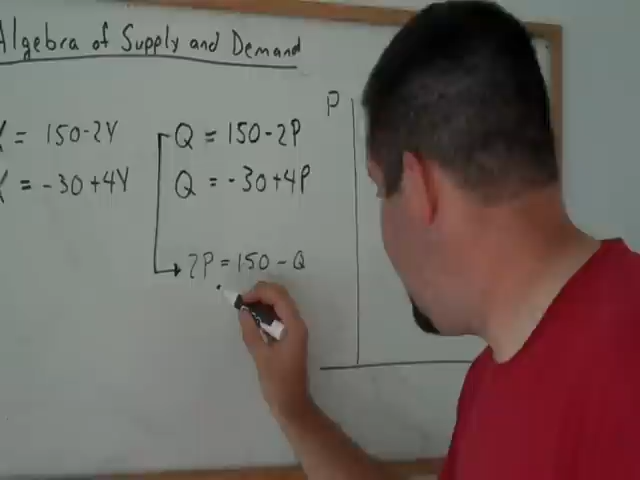 Algebra of Supply and Demand
X = 150-2Y
X = -30+4Y
Q = 150-2P
Q = -30+4P
2P = 150 - Q
P